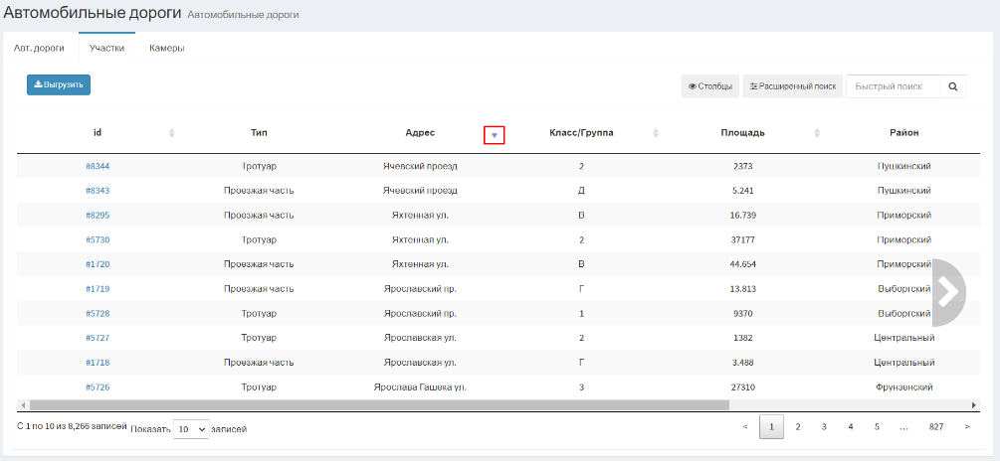 Автомобильные дороги Автомобильные дороги
Авт. дороги Участки Камеры
Выгрузить Столбцы Расширенный поиск Быстрый поиск
id Тип Адрес Класс/Группа Площадь Район
#8344 Тротуар Ячевский проезд 2 2373 Пушкинский
#8343 Проезжая часть Ячевский проезд Д 5.241 Пушкинский
#8295 Проезжая часть Яхтенная ул. В 16.739 Приморский
#5730 Тротуар Яхтенная ул. 2 37177 Приморский
#1720 Проезжая часть Яхтенная ул. В 44.654 Приморский
#1719 Проезжая часть Ярославский пр. Г 13.813 Выборгский
#5728 Тротуар Ярославский пр. 1 9370 Выборгский
#5727 Тротуар Ярославская ул. 2 1382 Центральный
#1718 Проезжая часть Ярославская ул. Г 3.488 Центральный
#5726 Тротуар Ярослава Гашека ул. 3 27310 Фрунзенский
С 1 по 10 из 8,266 записей Показать 10 записей < 1 2 3 4 5 ... 827 >